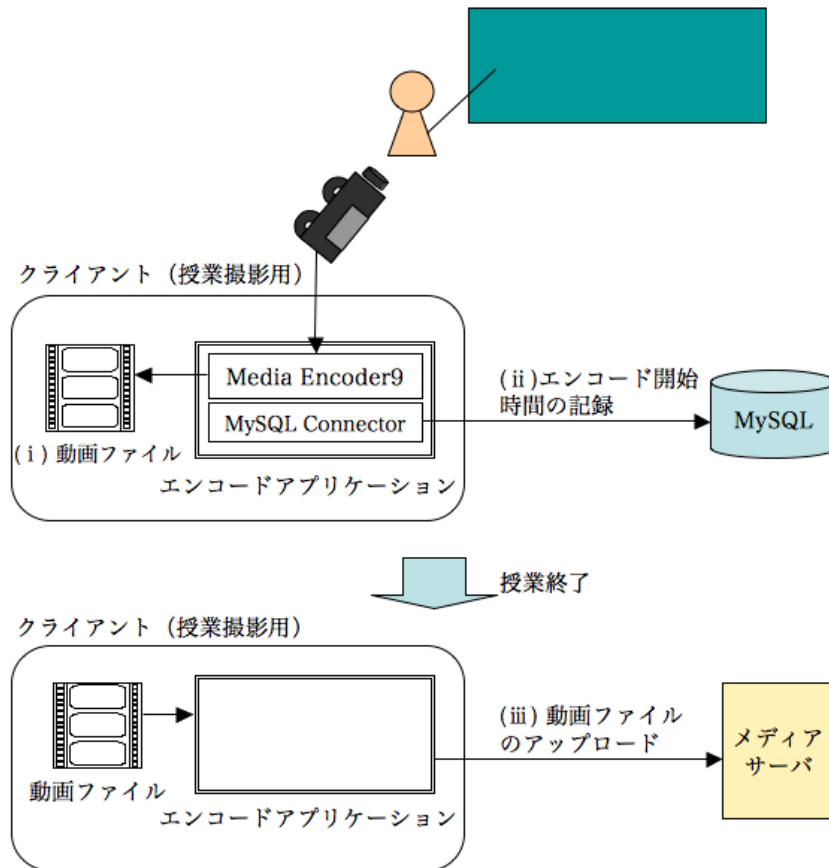 クライアント（授業撮影用）
Media Encoder9
MySQL Connector
(ⅰ) 動画ファイル
エンコードアプリケーション
(ⅱ)エンコード開始
時間の記録
MySQL
授業終了
クライアント（授業撮影用）
動画ファイル
エンコードアプリケーション
(ⅲ) 動画ファイル
のアップロード
メディア
サーバ